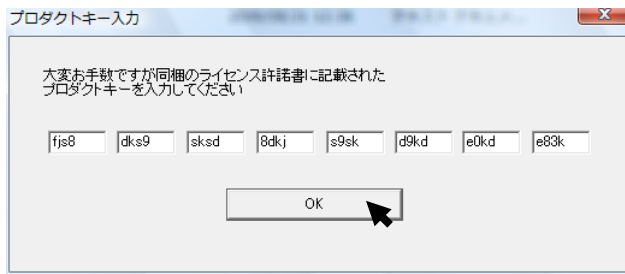 プロダクトキー入力
大変お手数ですが同梱のライセンス許諾書に記載された
プロダクトキーを入力してください
fjs8 dks9 sksd 8dkj s9sk d9kd e0kd e83k
OK